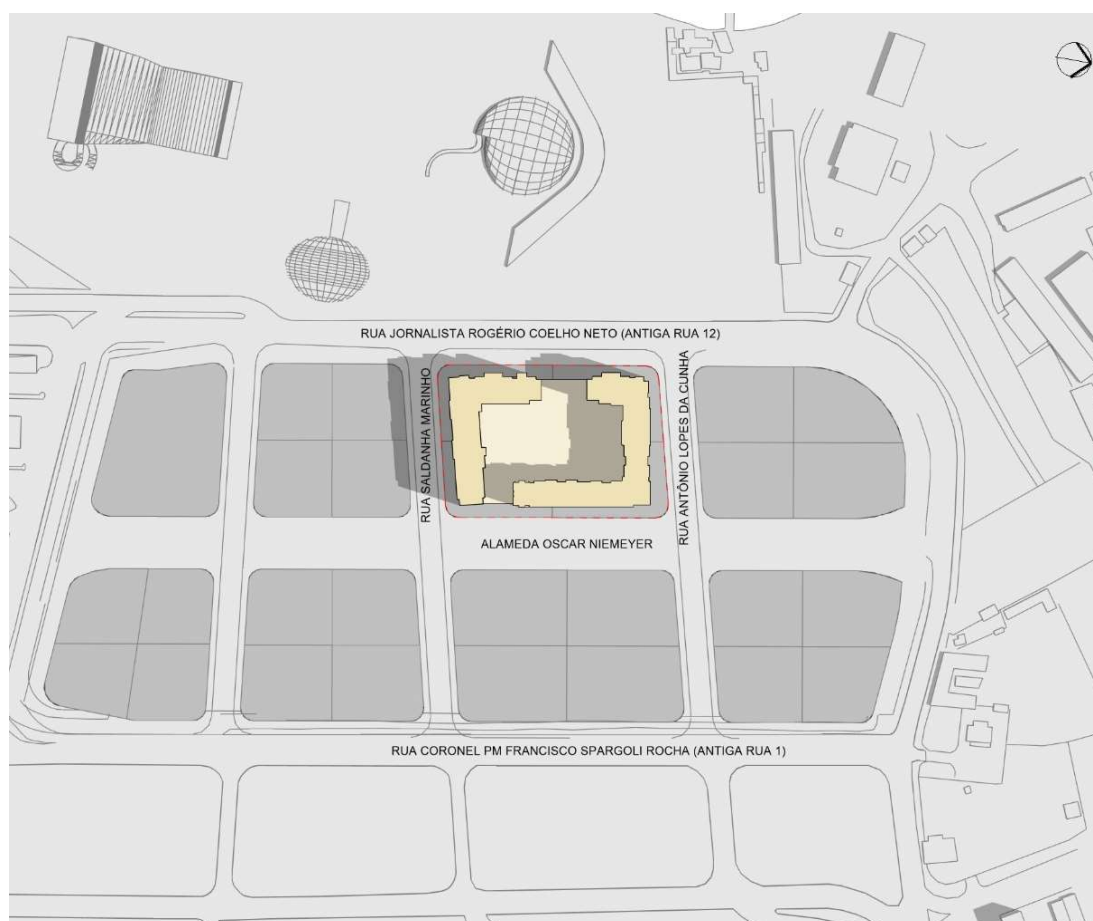 RUA JORNALISTA ROGÉRIO COELHO NETO (ANTIGA RUA 12)
RUA SALDANHA MARINHO
RUA ANTÔNIO LOPES DA CUNHA
ALAMEDA OSCAR NIEMEYER
RUA CORONEL PM FRANCISCO SPARGOLI ROCHA (ANTIGA RUA 1)